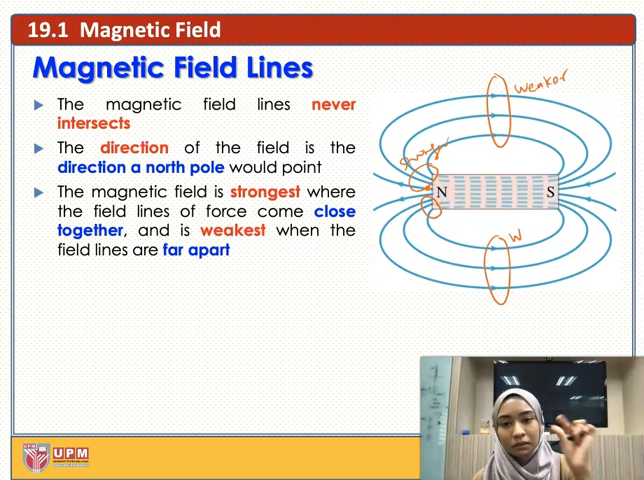 19.1 Magnetic Field
Magnetic Field Lines
The magnetic field lines never
intersects
The direction of the field is the
direction a north pole would point
The magnetic field is strongest where
the field lines of force come close
together, and is weakest when the
field lines are far apart
weaker
N
S
W
UPM
UPM